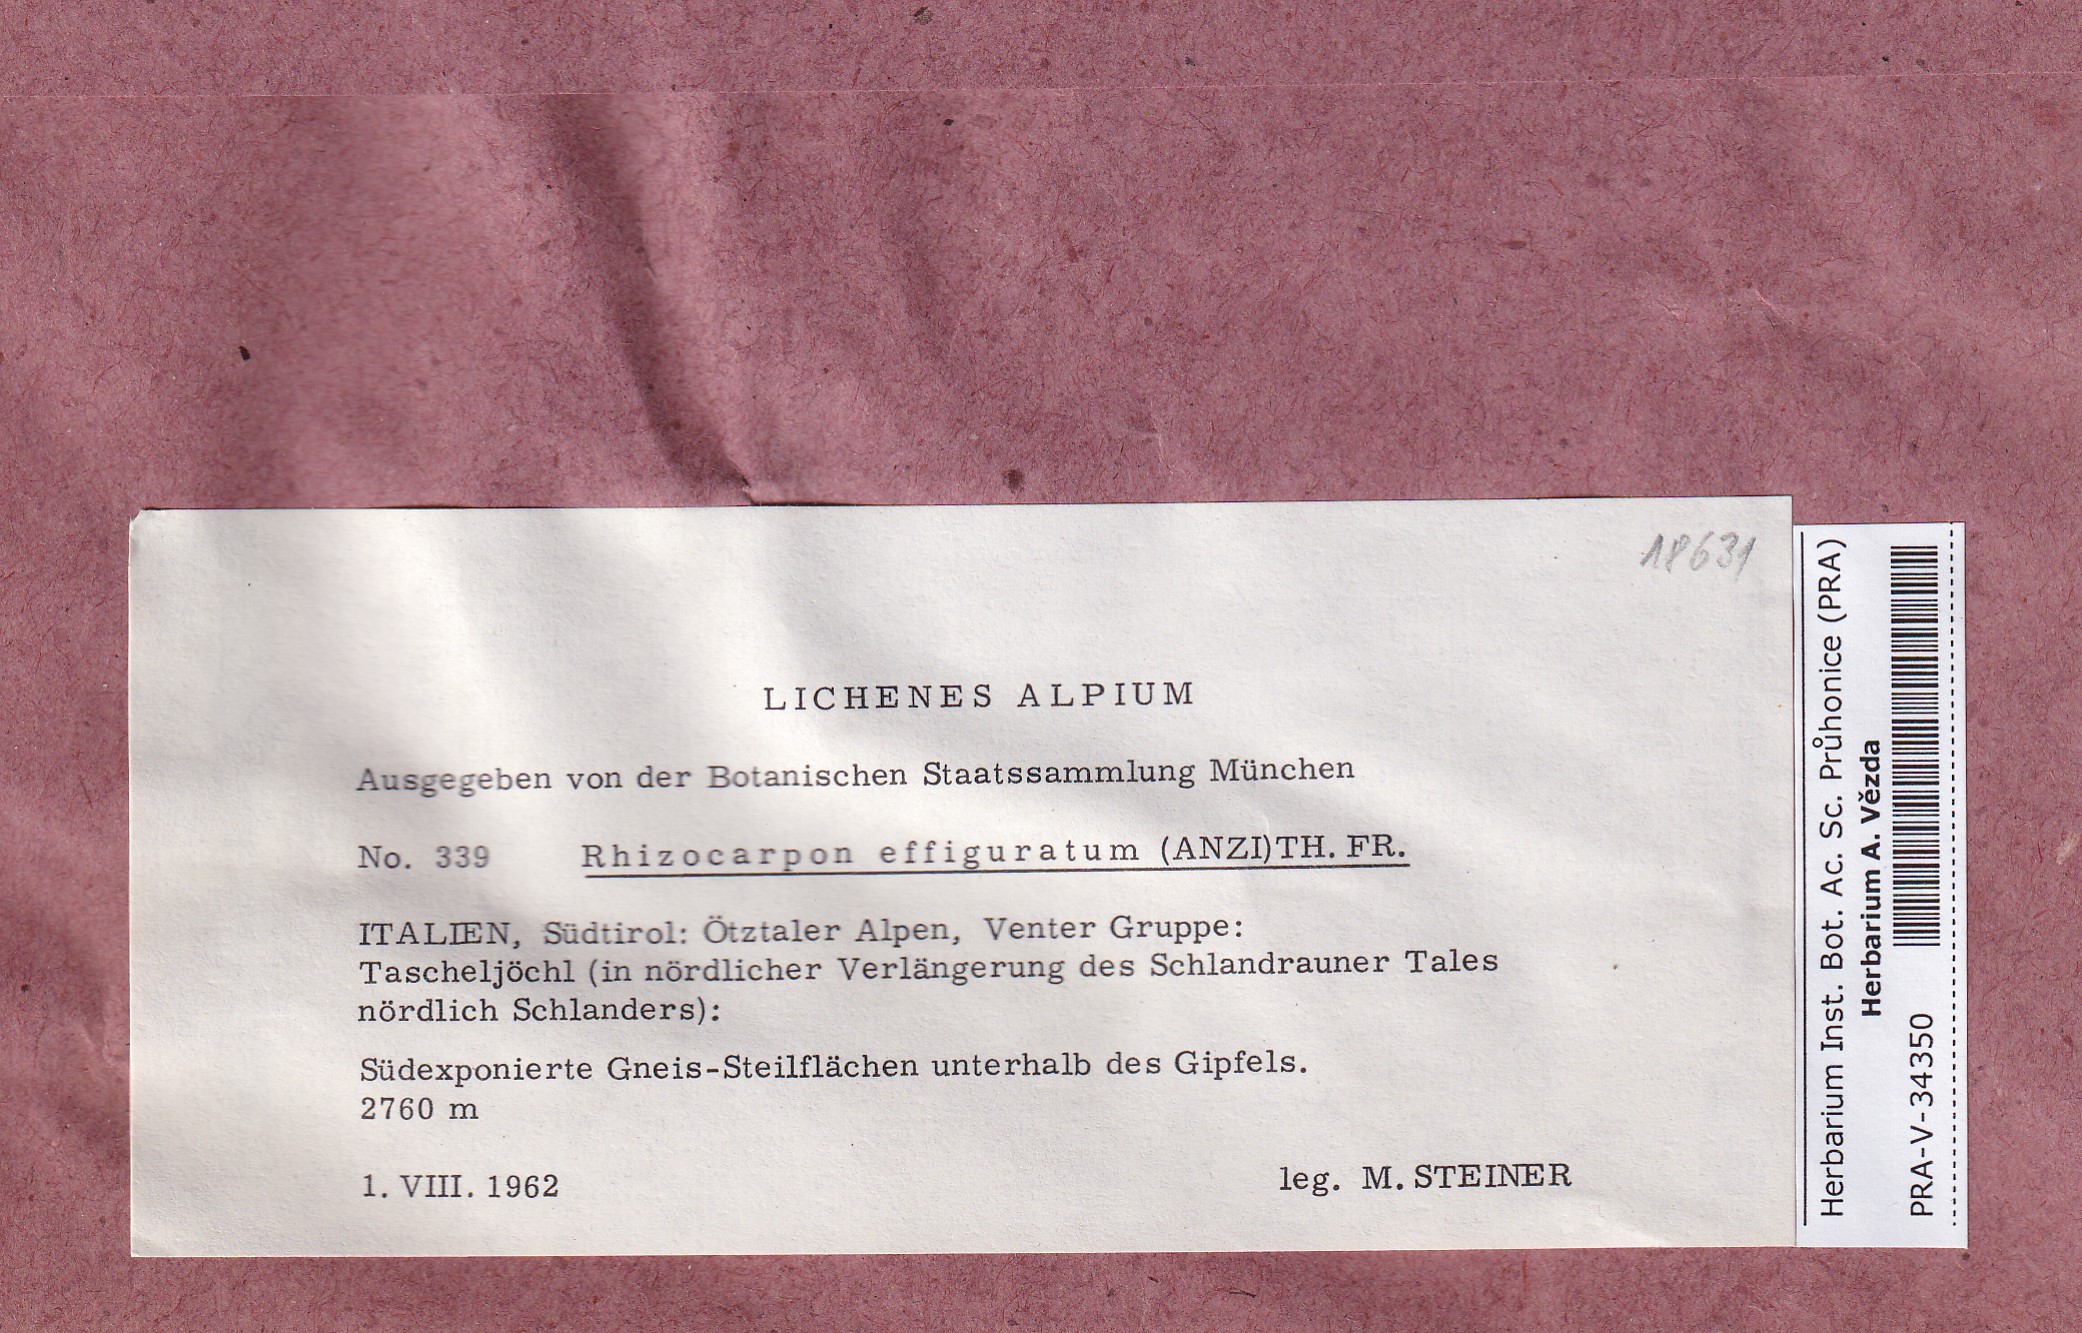 18631
LICHENES ALPIUM
Ausgegeben von der Botanischen Staatssammlung München
No. 339 Rhizocarpon effiguratum (ANZI)TH. FR.
ITALIEN, Südtirol: Ötztaler Alpen, Venter Gruppe:
Tascheljöchl (in nördlicher Verlängerung des Schlandrauner Tales
nördlich Schlanders):
Südexponierte Gneis-Steilflächen unterhalb des Gipfels.
2760 m
1. VIII. 1962 leg. M. STEINER
Herbarium Inst. Bot. Ac. Sc. Průhonice (PRA)
Herbarium A. Vězda
PRA-V-34350